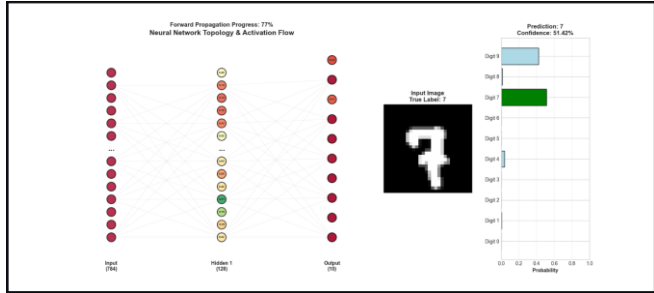 Forward Propagation Progress: 77%
Neural Network Topology & Activation Flow
...
...
Input
(784)
Hidden 1
(128)
Output
(10)
Input Image
True Label: 7
Prediction: 7
Confidence: 51.42%
Digit 9
Digit 8
Digit 7
Digit 6
Digit 5
Digit 4
Digit 3
Digit 2
Digit 1
Digit 0
0.0 0.2 0.4 0.6 0.8 1.0
Probability